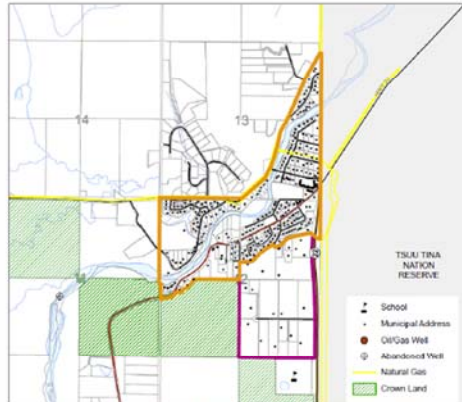 14
13
TSUU TINA
NATION
RESERVE
School
Municipal Address
Oil/Gas Well
Abandoned Well
Natural Gas
Crown Land